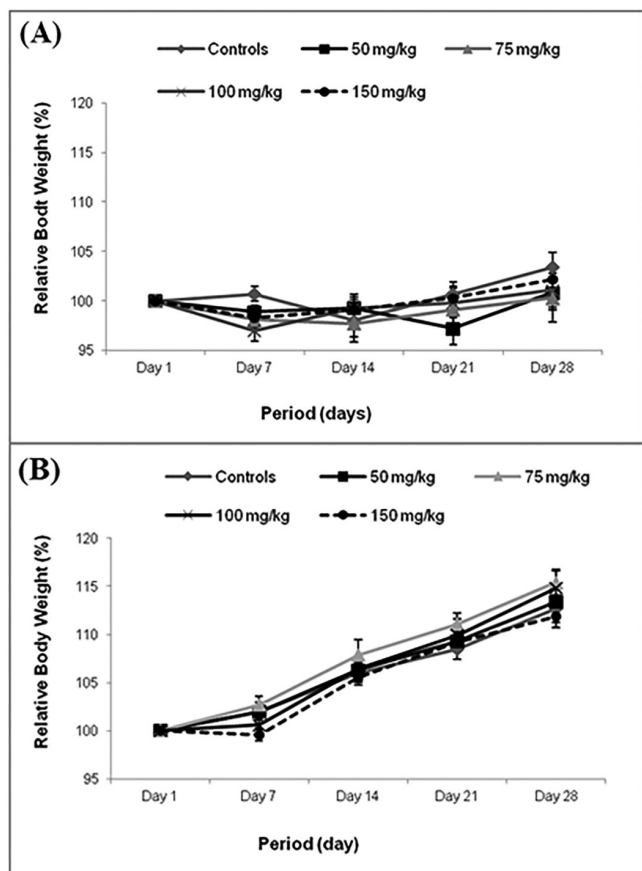 (A)
Controls 50 mg/kg 75 mg/kg
100 mg/kg 150 mg/kg
Relative Bodt Weight (%)
120
115
110
105
100
95
Day 1 Day 7 Day 14 Day 21 Day 28
Period (days)
(B)
Controls 50 mg/kg 75 mg/kg
100 mg/kg 150 mg/kg
Relative Body Weight (%)
120
115
110
105
100
95
Day 1 Day 7 Day 14 Day 21 Day 28
Period (day)